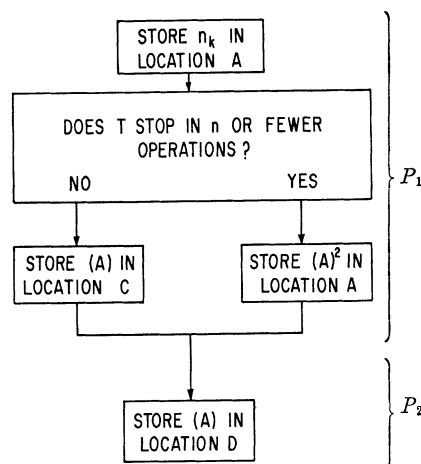 STORE nk IN
LOCATION A
DOES T STOP IN n OR FEWER
OPERATIONS?
NO YES
P1
STORE (A) IN
LOCATION C
STORE (A)² IN
LOCATION A
STORE (A) IN
LOCATION D
P2